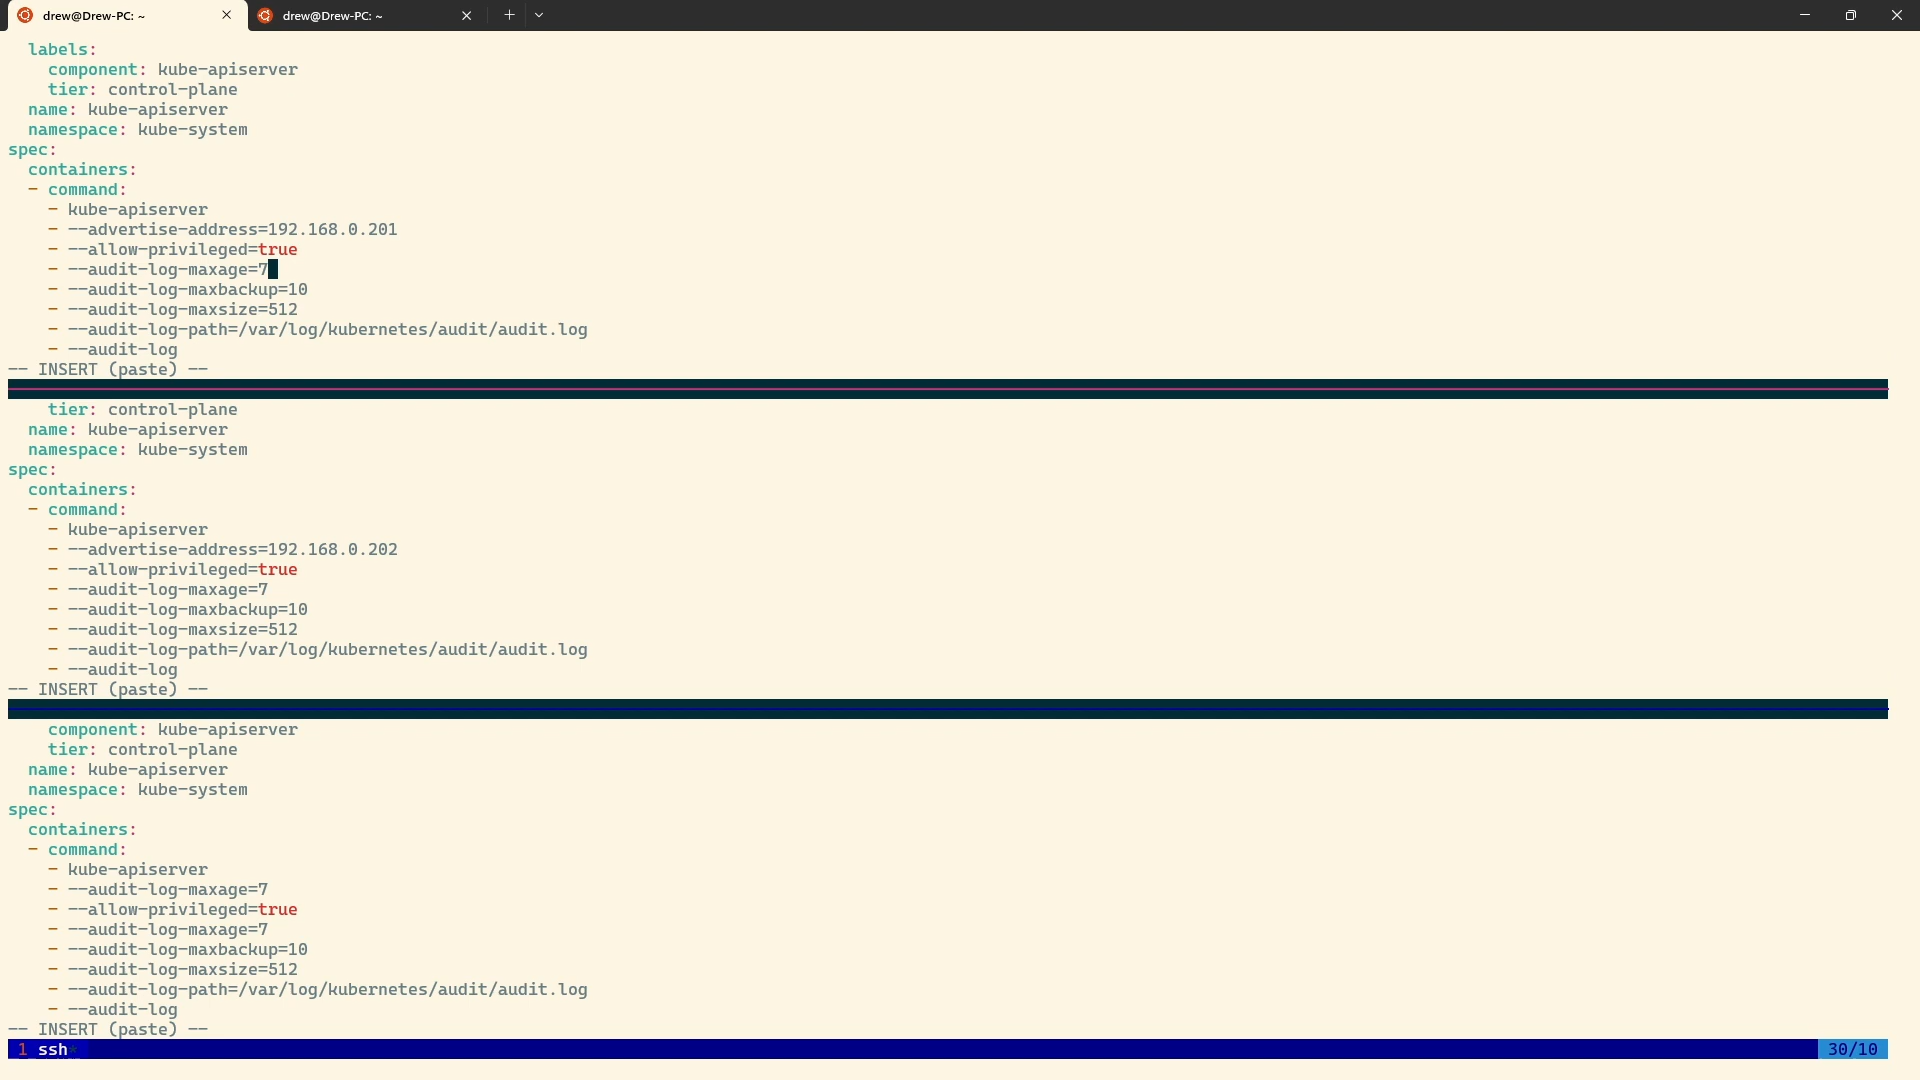 drew@Drew-PC: ~
drew@Drew-PC: ~
labels:
component: kube-apiserver
tier: control-plane
name: kube-apiserver
namespace: kube-system
spec:
containers:
- command:
- kube-apiserver
- --advertise-address=192.168.0.201
- --allow-privileged=true
- --audit-log-maxage=7
- --audit-log-maxbackup=10
- --audit-log-maxsize=512
- --audit-log-path=/var/log/kubernetes/audit/audit.log
- --audit-log
-- INSERT (paste) --
tier: control-plane
name: kube-apiserver
namespace: kube-system
spec:
containers:
- command:
- kube-apiserver
- --advertise-address=192.168.0.202
- --allow-privileged=true
- --audit-log-maxage=7
- --audit-log-maxbackup=10
- --audit-log-maxsize=512
- --audit-log-path=/var/log/kubernetes/audit/audit.log
- --audit-log
-- INSERT (paste) --
component: kube-apiserver
tier: control-plane
name: kube-apiserver
namespace: kube-system
spec:
containers:
- command:
- kube-apiserver
- --audit-log-maxage=7
- --allow-privileged=true
- --audit-log-maxage=7
- --audit-log-maxbackup=10
- --audit-log-maxsize=512
- --audit-log-path=/var/log/kubernetes/audit/audit.log
- --audit-log
-- INSERT (paste) --
1 ssh* 30/10